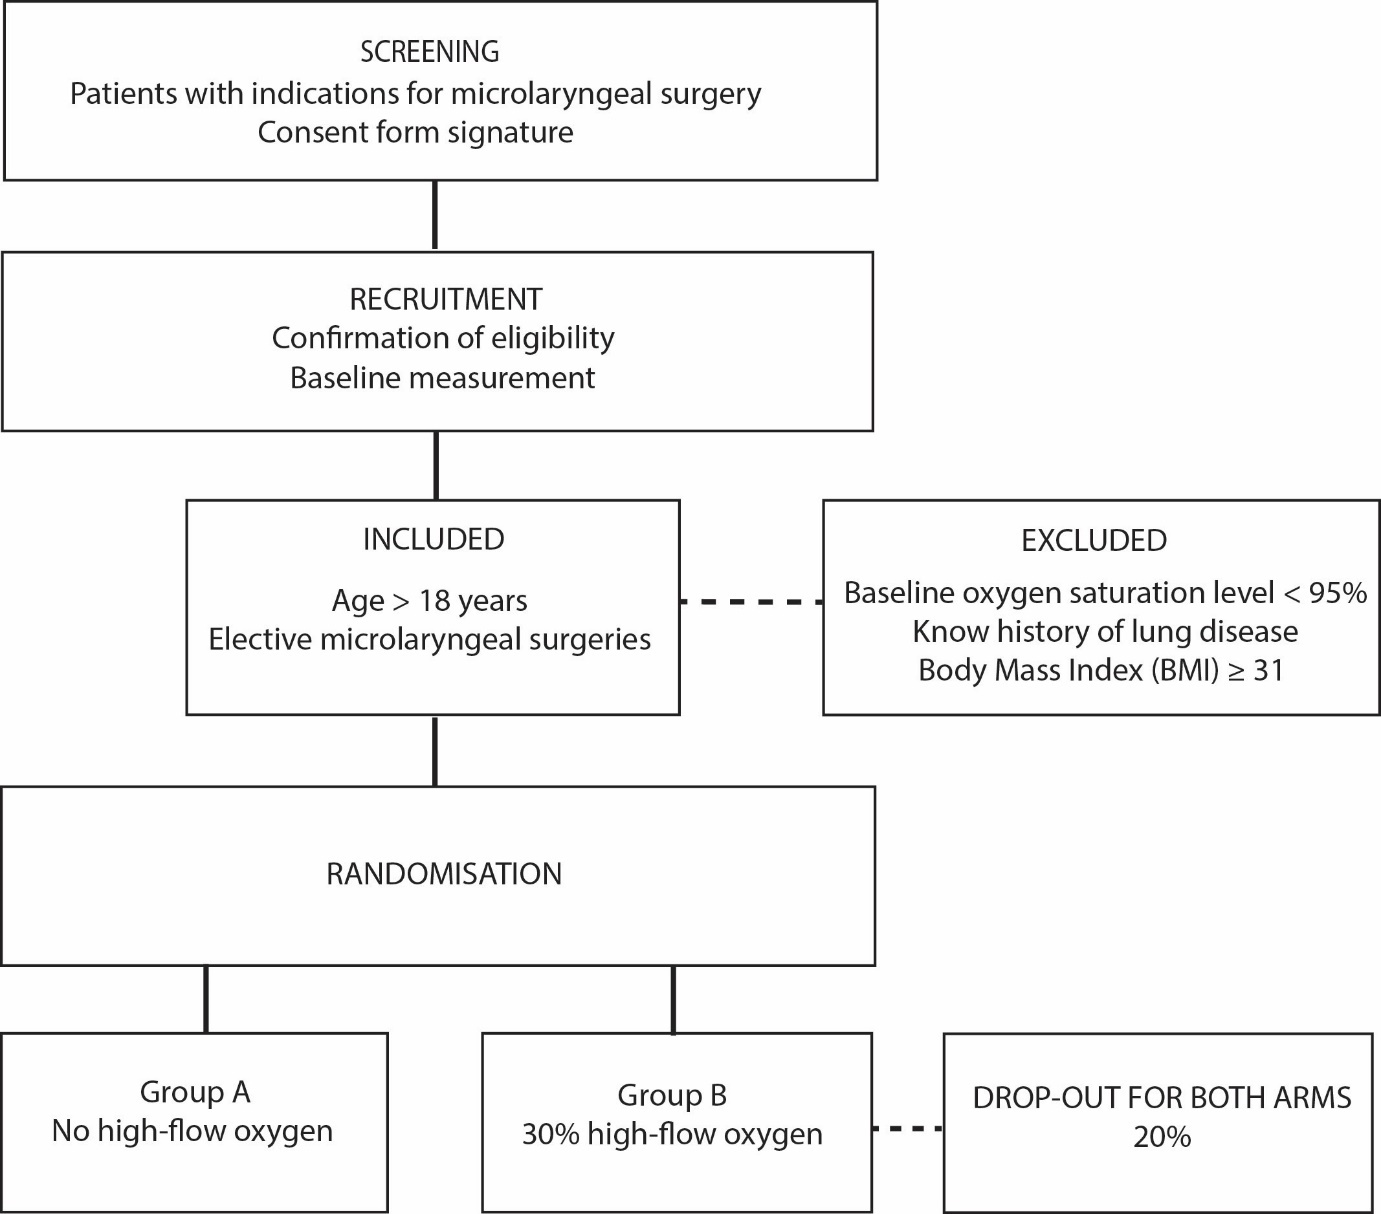 SCREENING
Patients with indications for microlaryngeal surgery
Consent form signature
RECRUITMENT
Confirmation of eligibility
Baseline measurement
INCLUDED
Age > 18 years
Elective microlaryngeal surgeries
EXCLUDED
Baseline oxygen saturation level < 95%
Know history of lung disease
Body Mass Index (BMI) ≥ 31
RANDOMISATION
Group A
No high-flow oxygen
Group B
30% high-flow oxygen
DROP-OUT FOR BOTH ARMS
20%